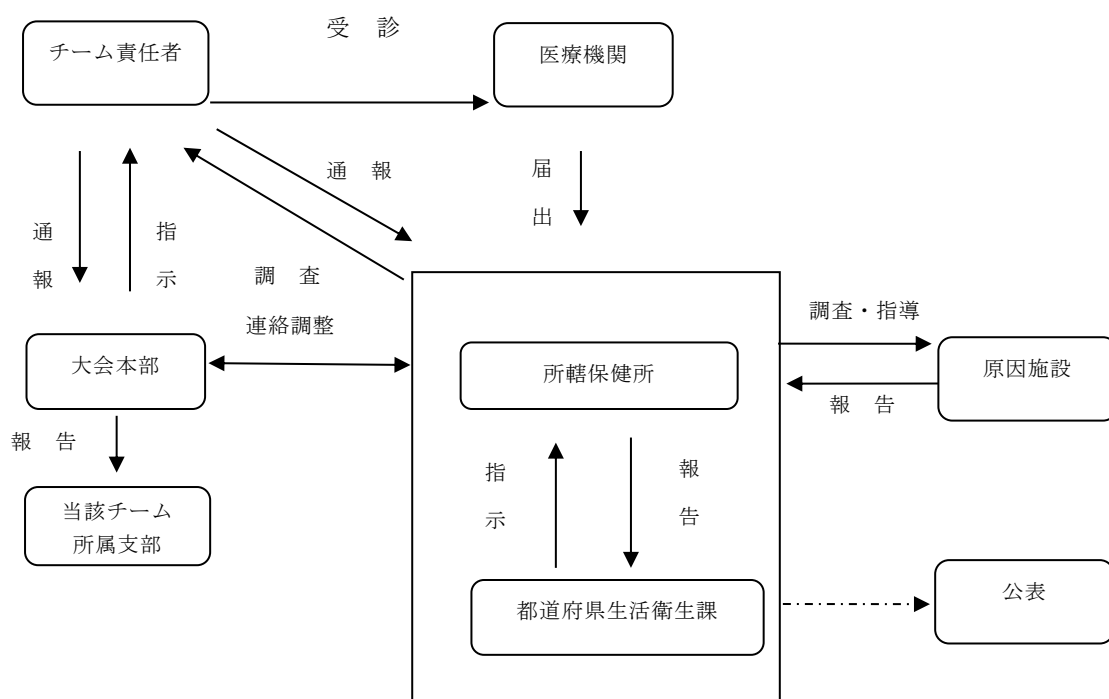 受　診
チーム責任者
医療機関
通　報
届
出
通
報
指
示
調　査
連絡調整
調査・指導
大会本部
所轄保健所
原因施設
報　告
報　告
指
示
報
告
当該チーム
所属支部
都道府県生活衛生課
公表